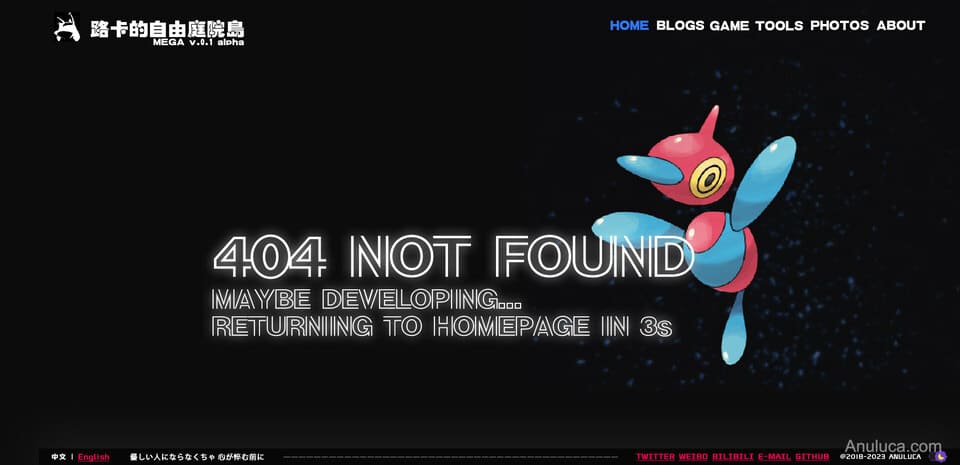 路卡的自由庭院島
MEGA v.0.1 alpha
HOME BLOGS GAME TOOLS PHOTOS ABOUT
404 NOT FOUND
MAYBE DEVELOPING...
RETURNING TO HOMEPAGE IN 3s
Anuluca.com
中文 | English 優しい人にならなくちゃ 心が悴む前に TWITTER WEIBO BILIBILI E-MAIL GITHUB @2018-2023 ANULUCA